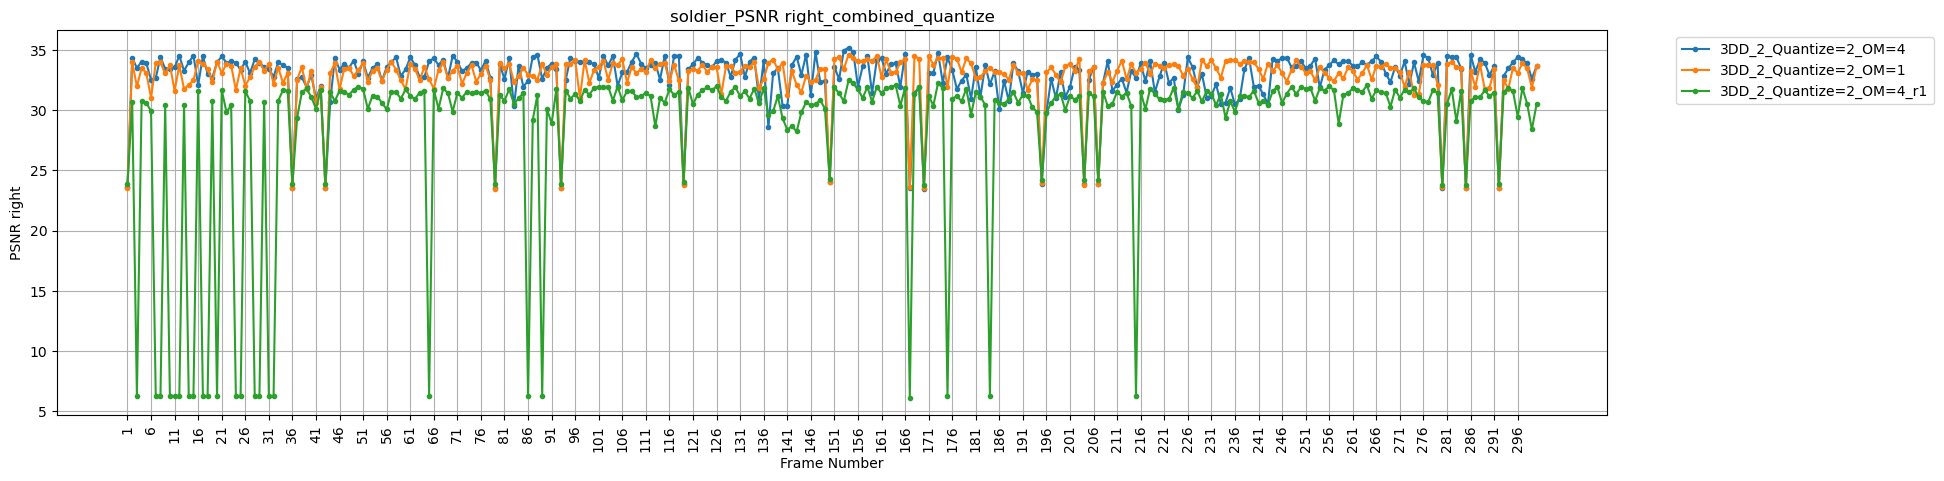 soldier_PSNR right_combined_quantize
PSNR right
35
30
25
20
15
10
5
1 6 11 16 21 26 31 36 41 46 51 56 61 66 71 76 81 86 91 96 101 106 111 116 121 126 131 136 141 146 151 156 161 166 171 176 181 186 191 196 201 206 211 216 221 226 231 236 241 246 251 256 261 266 271 276 281 286 291 296
Frame Number
3DD_2_Quantize=2_OM=4
3DD_2_Quantize=2_OM=1
3DD_2_Quantize=2_OM=4_r1